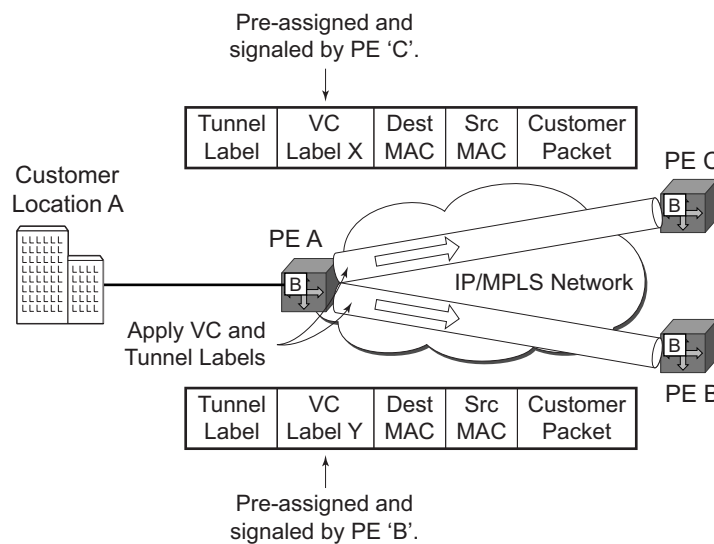 Pre-assigned and
signaled by PE ‘C’.
Tunnel Label
VC Label X
Dest MAC
Src MAC
Customer Packet
PE C
Customer
Location A
PE A
B
B
IP/MPLS Network
Apply VC and
Tunnel Labels
B
PE B
Tunnel Label
VC Label Y
Dest MAC
Src MAC
Customer Packet
Pre-assigned and
signaled by PE ‘B’.